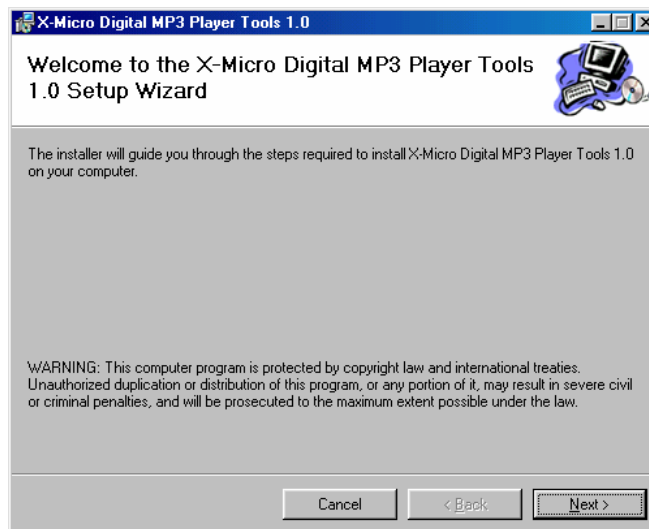 X-Micro Digital MP3 Player Tools 1.0
Welcome to the X-Micro Digital MP3 Player Tools
1.0 Setup Wizard
The installer will guide you through the steps required to install X-Micro Digital MP3 Player Tools 1.0
on your computer.
WARNING: This computer program is protected by copyright law and international treaties.
Unauthorized duplication or distribution of this program, or any portion of it, may result in severe civil
or criminal penalties, and will be prosecuted to the maximum extent possible under the law.
Cancel < Back Next >